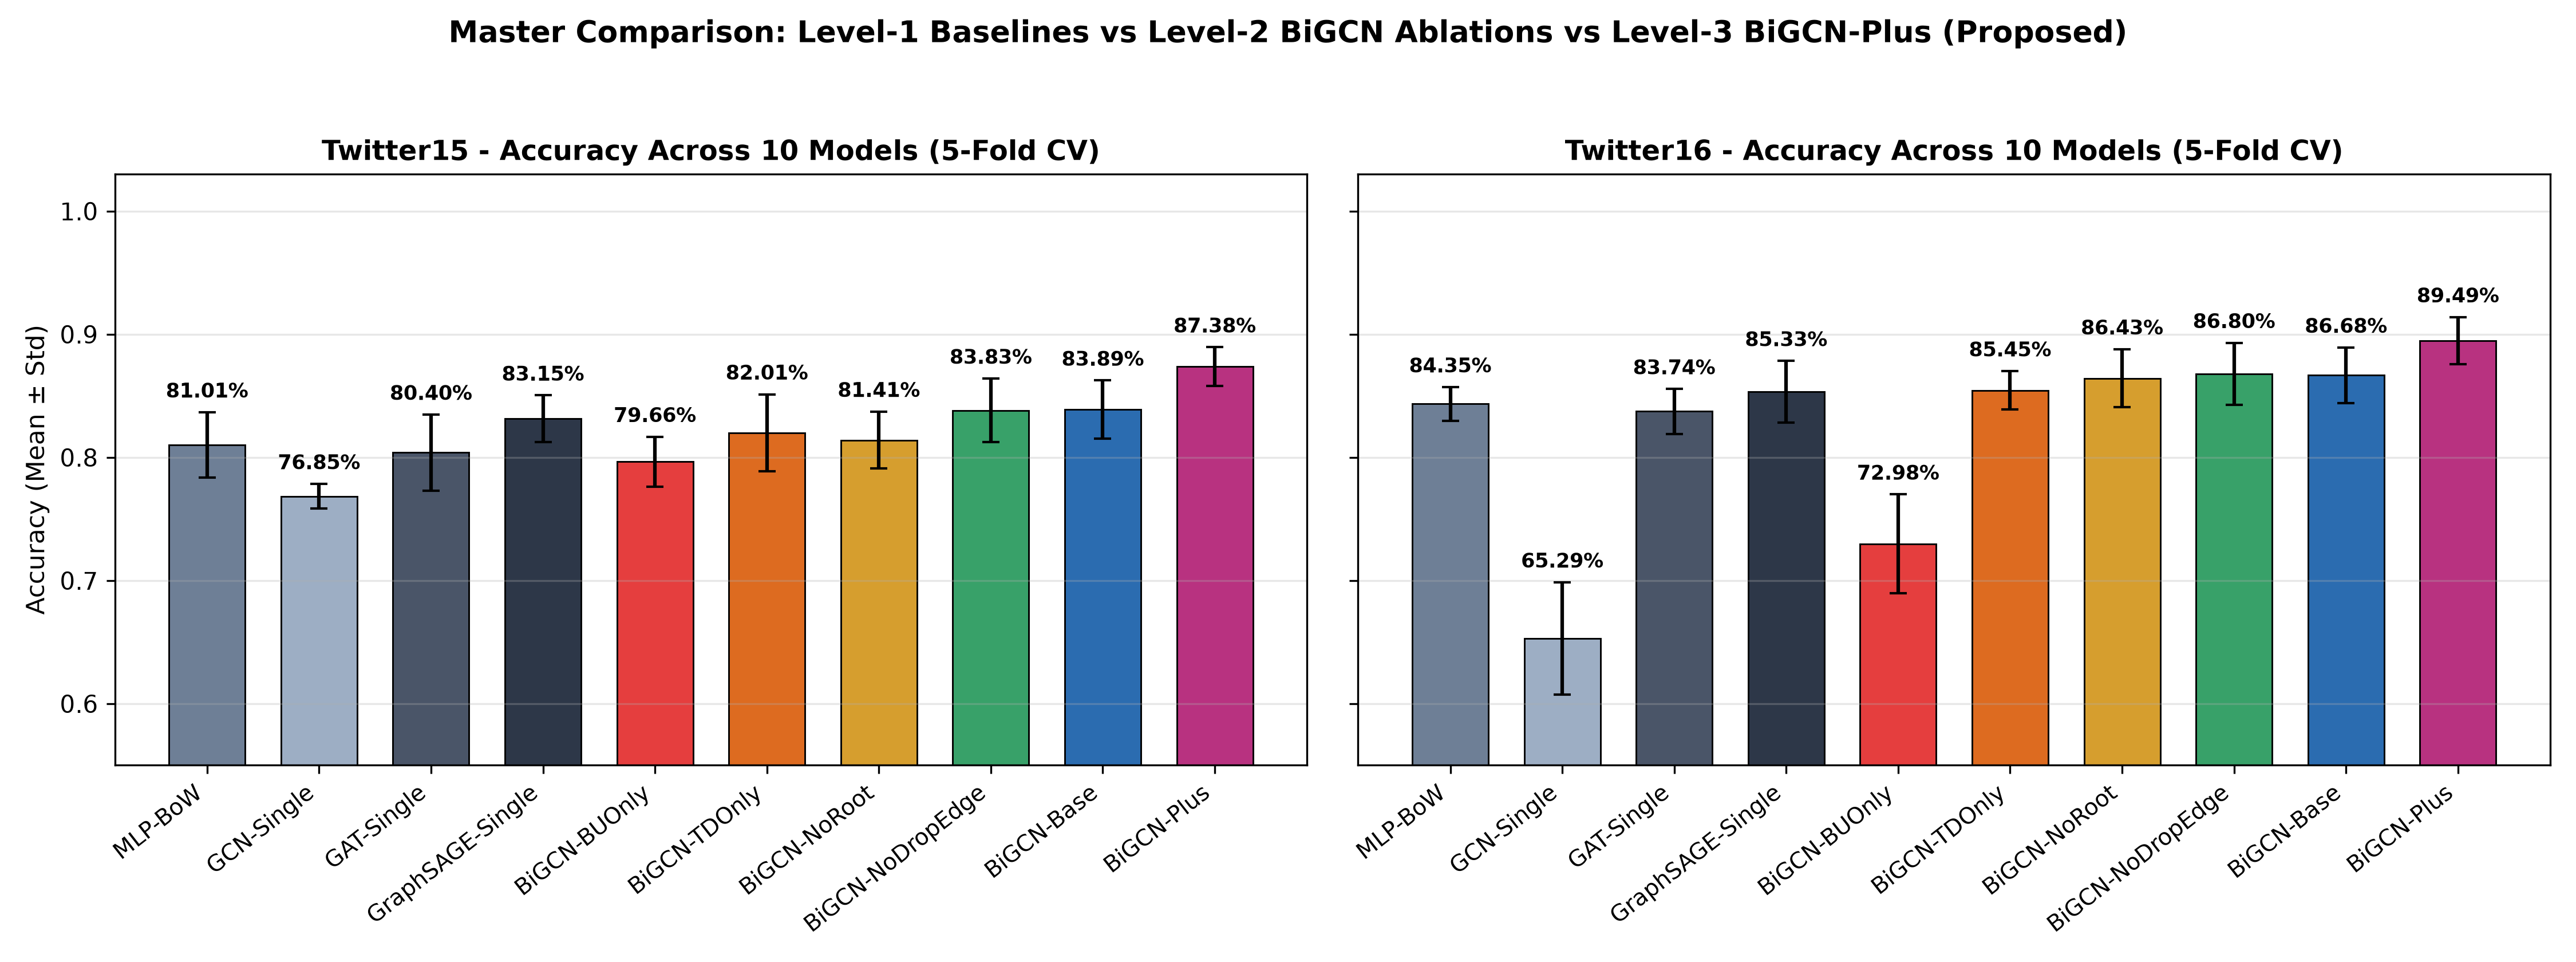 Master Comparison: Level-1 Baselines vs Level-2 BiGCN Ablations vs Level-3 BiGCN-Plus (Proposed)
Twitter15 - Accuracy Across 10 Models (5-Fold CV)
Accuracy (Mean ± Std)
1.0
0.9
0.8
0.7
0.6
81.01%
76.85%
80.40%
83.15%
79.66%
82.01%
81.41%
83.83%
83.89%
87.38%
MLP-BoW
GCN-Single
GAT-Single
GraphSAGE-Single
BiGCN-BUOnly
BiGCN-TDOnly
BiGCN-NoRoot
BiGCN-NoDropEdge
BiGCN-Base
BiGCN-Plus
Twitter16 - Accuracy Across 10 Models (5-Fold CV)
84.35%
65.29%
83.74%
85.33%
72.98%
85.45%
86.43%
86.80%
86.68%
89.49%
MLP-BoW
GCN-Single
GAT-Single
GraphSAGE-Single
BiGCN-BUOnly
BiGCN-TDOnly
BiGCN-NoRoot
BiGCN-NoDropEdge
BiGCN-Base
BiGCN-Plus